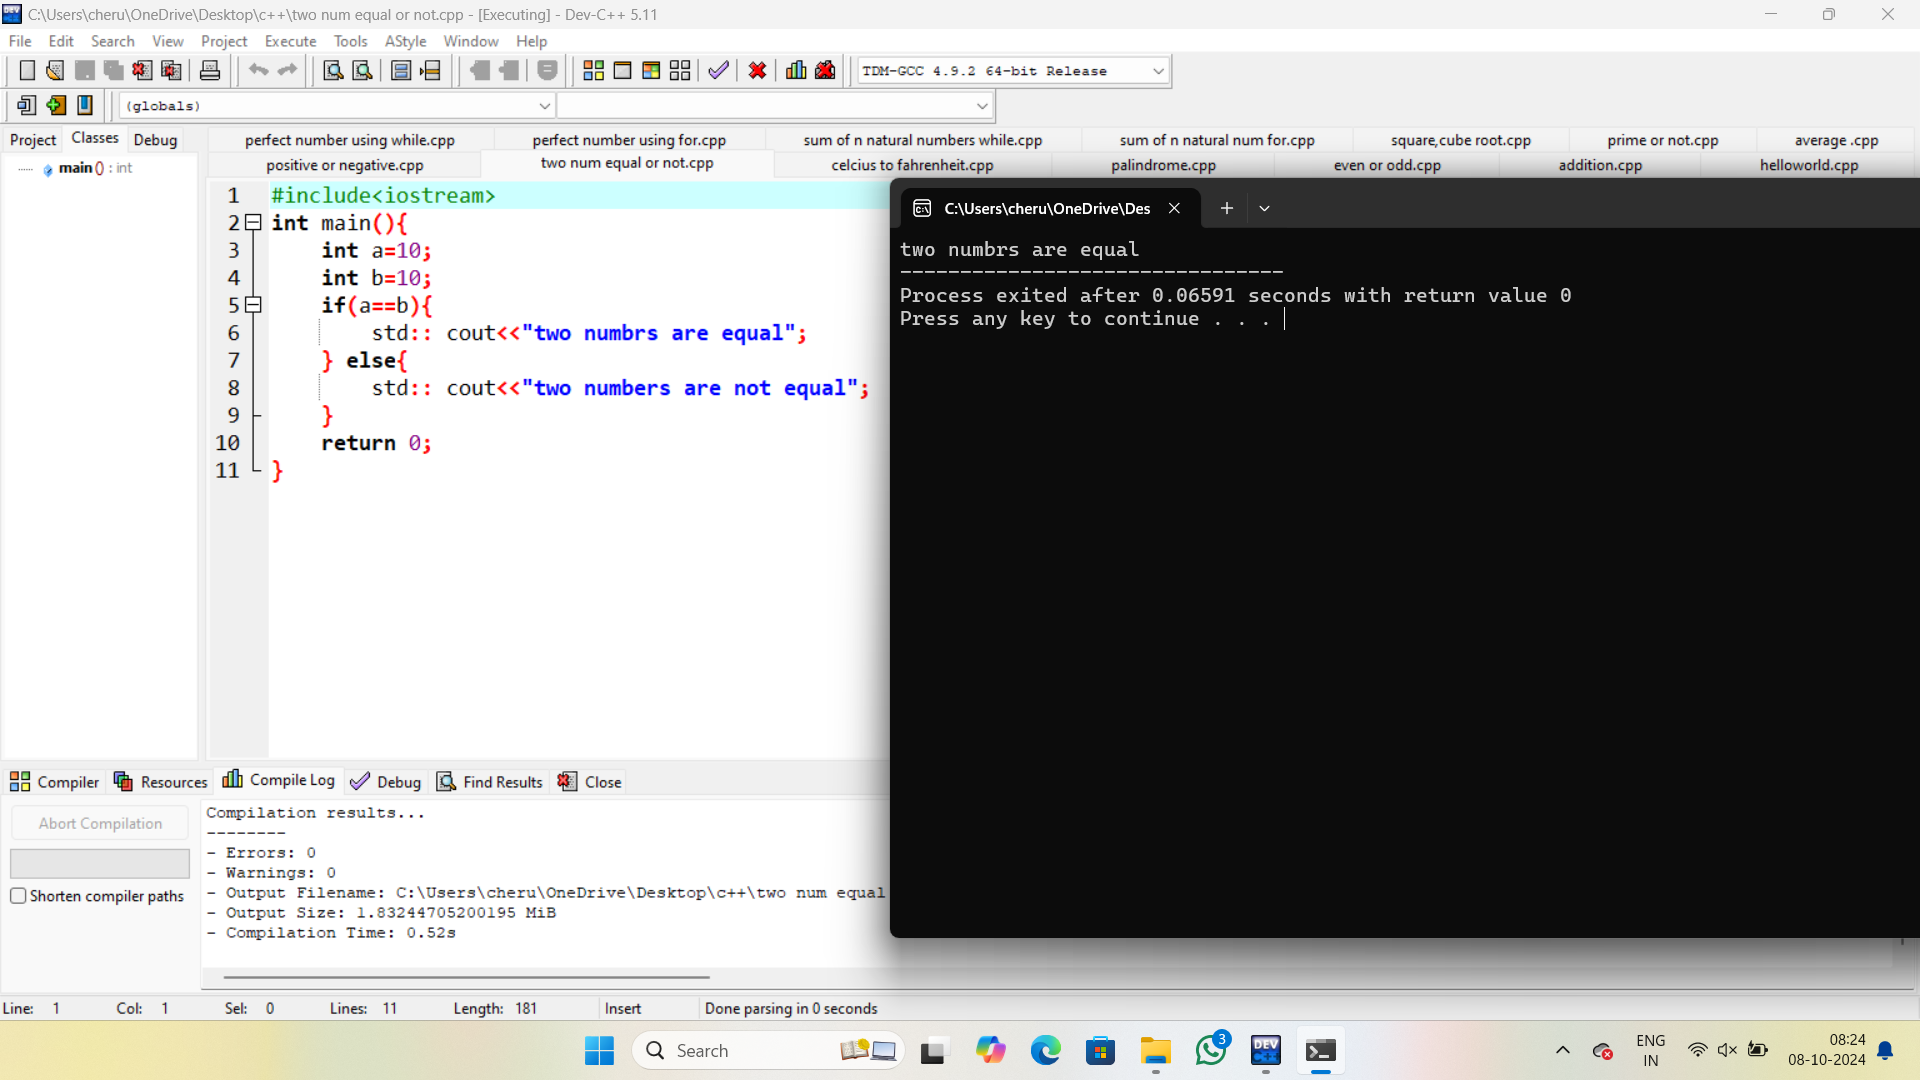 C:\Users\cheru\OneDrive\Desktop\c++\two num equal or not.cpp - [Executing] - Dev-C++ 5.11
File Edit Search View Project Execute Tools AStyle Window Help
TDM-GCC 4.9.2 64-bit Release
(globals)
Project Classes Debug
perfect number using while.cpp perfect number using for.cpp sum of n natural numbers while.cpp sum of n natural num for.cpp square,cube root.cpp prime or not.cpp average .cpp
positive or negative.cpp two num equal or not.cpp celcius to fahrenheit.cpp palindrome.cpp even or odd.cpp addition.cpp helloworld.cpp
main () : int
1 #include<iostream>
2 int main(){
3 int a=10;
4 int b=10;
5 if(a==b){
6 std:: cout<<"two numbrs are equal";
7 } else{
8 std:: cout<<"two numbers are not equal";
9 }
10 return 0;
11 }
C:\Users\cheru\OneDrive\Des
two numbrs are equal
--------------------------------
Process exited after 0.06591 seconds with return value 0
Press any key to continue . . .
Compiler Resources Compile Log Debug Find Results Close
Abort Compilation
Shorten compiler paths
Compilation results...
--------
- Errors: 0
- Warnings: 0
- Output Filename: C:\Users\cheru\OneDrive\Desktop\c++\two num equal
- Output Size: 1.83244705200195 MiB
- Compilation Time: 0.52s
Line: 1 Col: 1 Sel: 0 Lines: 11 Length: 181 Insert Done parsing in 0 seconds
Search
3
DEV
C++
ENG
IN
08:24
08-10-2024